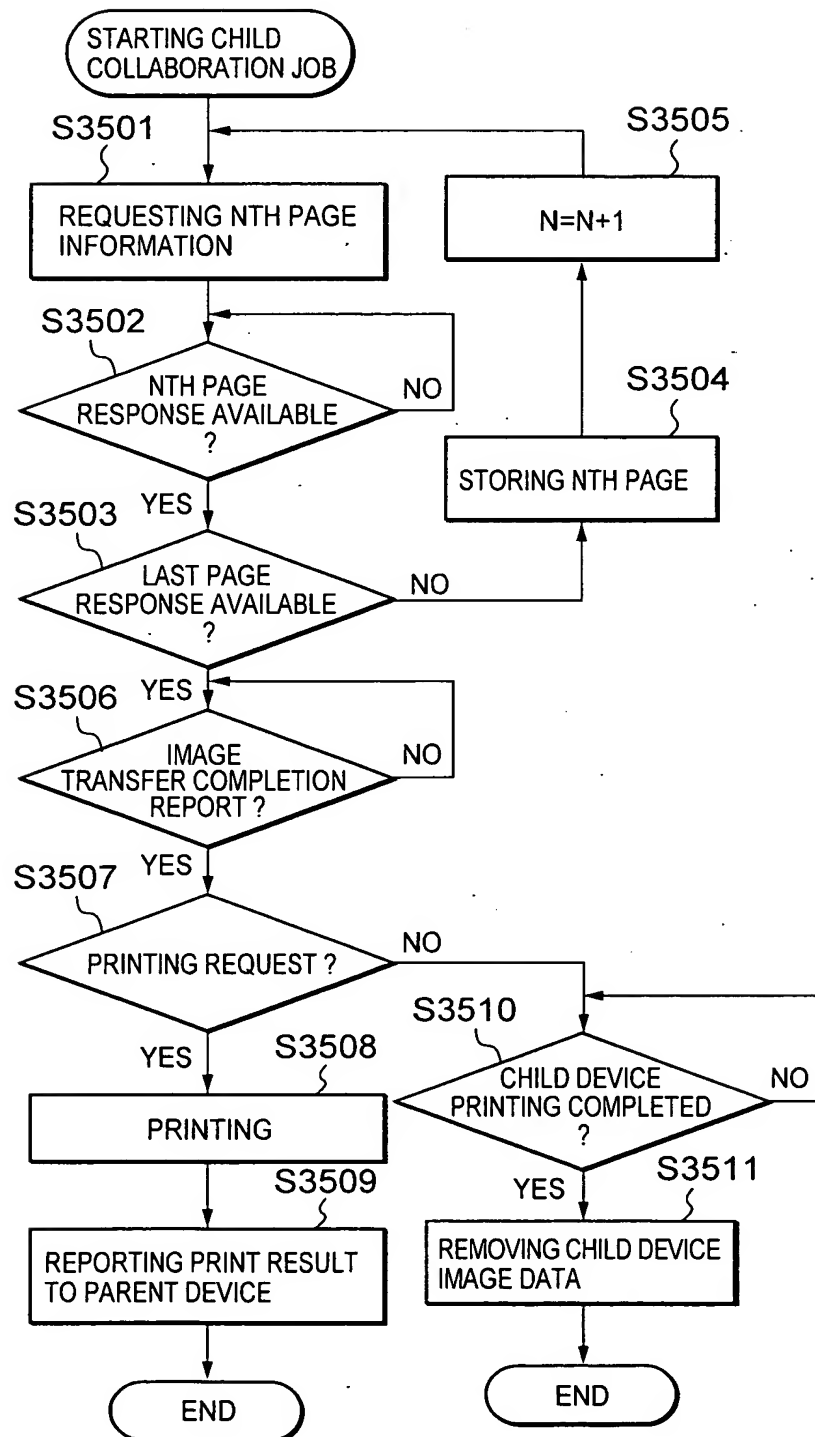 STARTING CHILD
COLLABORATION JOB
S3501
S3505
REQUESTING NTH PAGE
INFORMATION
N=N+1
S3502
NTH PAGE
RESPONSE AVAILABLE
?
NO
S3504
STORING NTH PAGE
YES
S3503
LAST PAGE
RESPONSE AVAILABLE
?
NO
YES
S3506
IMAGE
TRANSFER COMPLETION
REPORT ?
NO
YES
S3507
PRINTING REQUEST ?
NO
S3510
YES
S3508
CHILD DEVICE
PRINTING COMPLETED
?
NO
PRINTING
S3509
YES
S3511
REPORTING PRINT RESULT
TO PARENT DEVICE
REMOVING CHILD DEVICE
IMAGE DATA
END
END